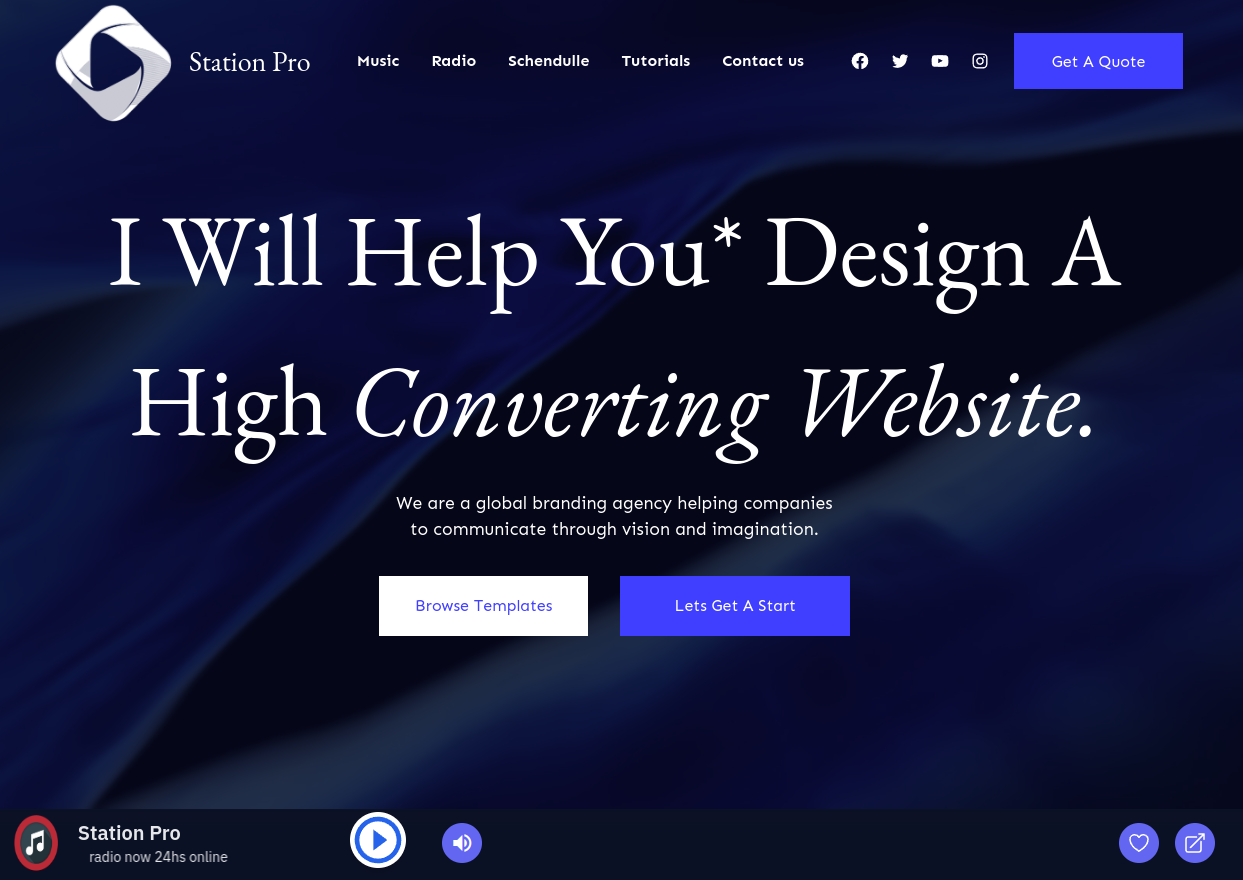 Station Pro
Music Radio Schendulle Tutorials Contact us
Get A Quote
I Will Help You* Design A
High Converting Website.
We are a global branding agency helping companies
to communicate through vision and imagination.
Browse Templates
Lets Get A Start
Station Pro
radio now 24hs online